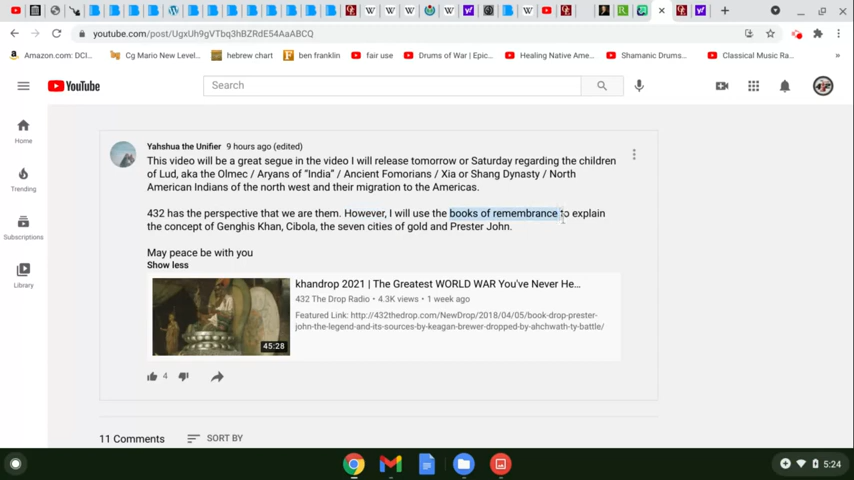 youtube.com/post/UgxUh9gVTbq3hBZRdE54AaABCQ
Amazon.com: DCI...
Cg Mario New Level...
hebrew chart
ben franklin
fair use
Drums of War | Epic...
Healing Native Ame...
Shamanic Drums...
Classical Music Ra...
YouTube
Search
Home
Trending
Subscriptions
Library
Yahshua the Unifier 9 hours ago (edited)
This video will be a great segue in the video I will release tomorrow or Saturday regarding the children
of Lud, aka the Olmec / Aryans of “India” / Ancient Fomorians / Xia or Shang Dynasty / North
American Indians of the north west and their migration to the Americas.
432 has the perspective that we are them. However, I will use the books of remembrance to explain
the concept of Genghis Khan, Cibola, the seven cities of gold and Prester John.
May peace be with you
Show less
khandrop 2021 | The Greatest WORLD WAR You've Never He...
432 The Drop Radio • 4.3K views • 1 week ago
Featured Link: http://432thedrop.com/NewDrop/2018/04/05/book-drop-prester-
john-the-legend-and-its-sources-by-keagan-brewer-dropped-by-ahchwath-ty-battle/
45:28
4
11 Comments
SORT BY
5:24